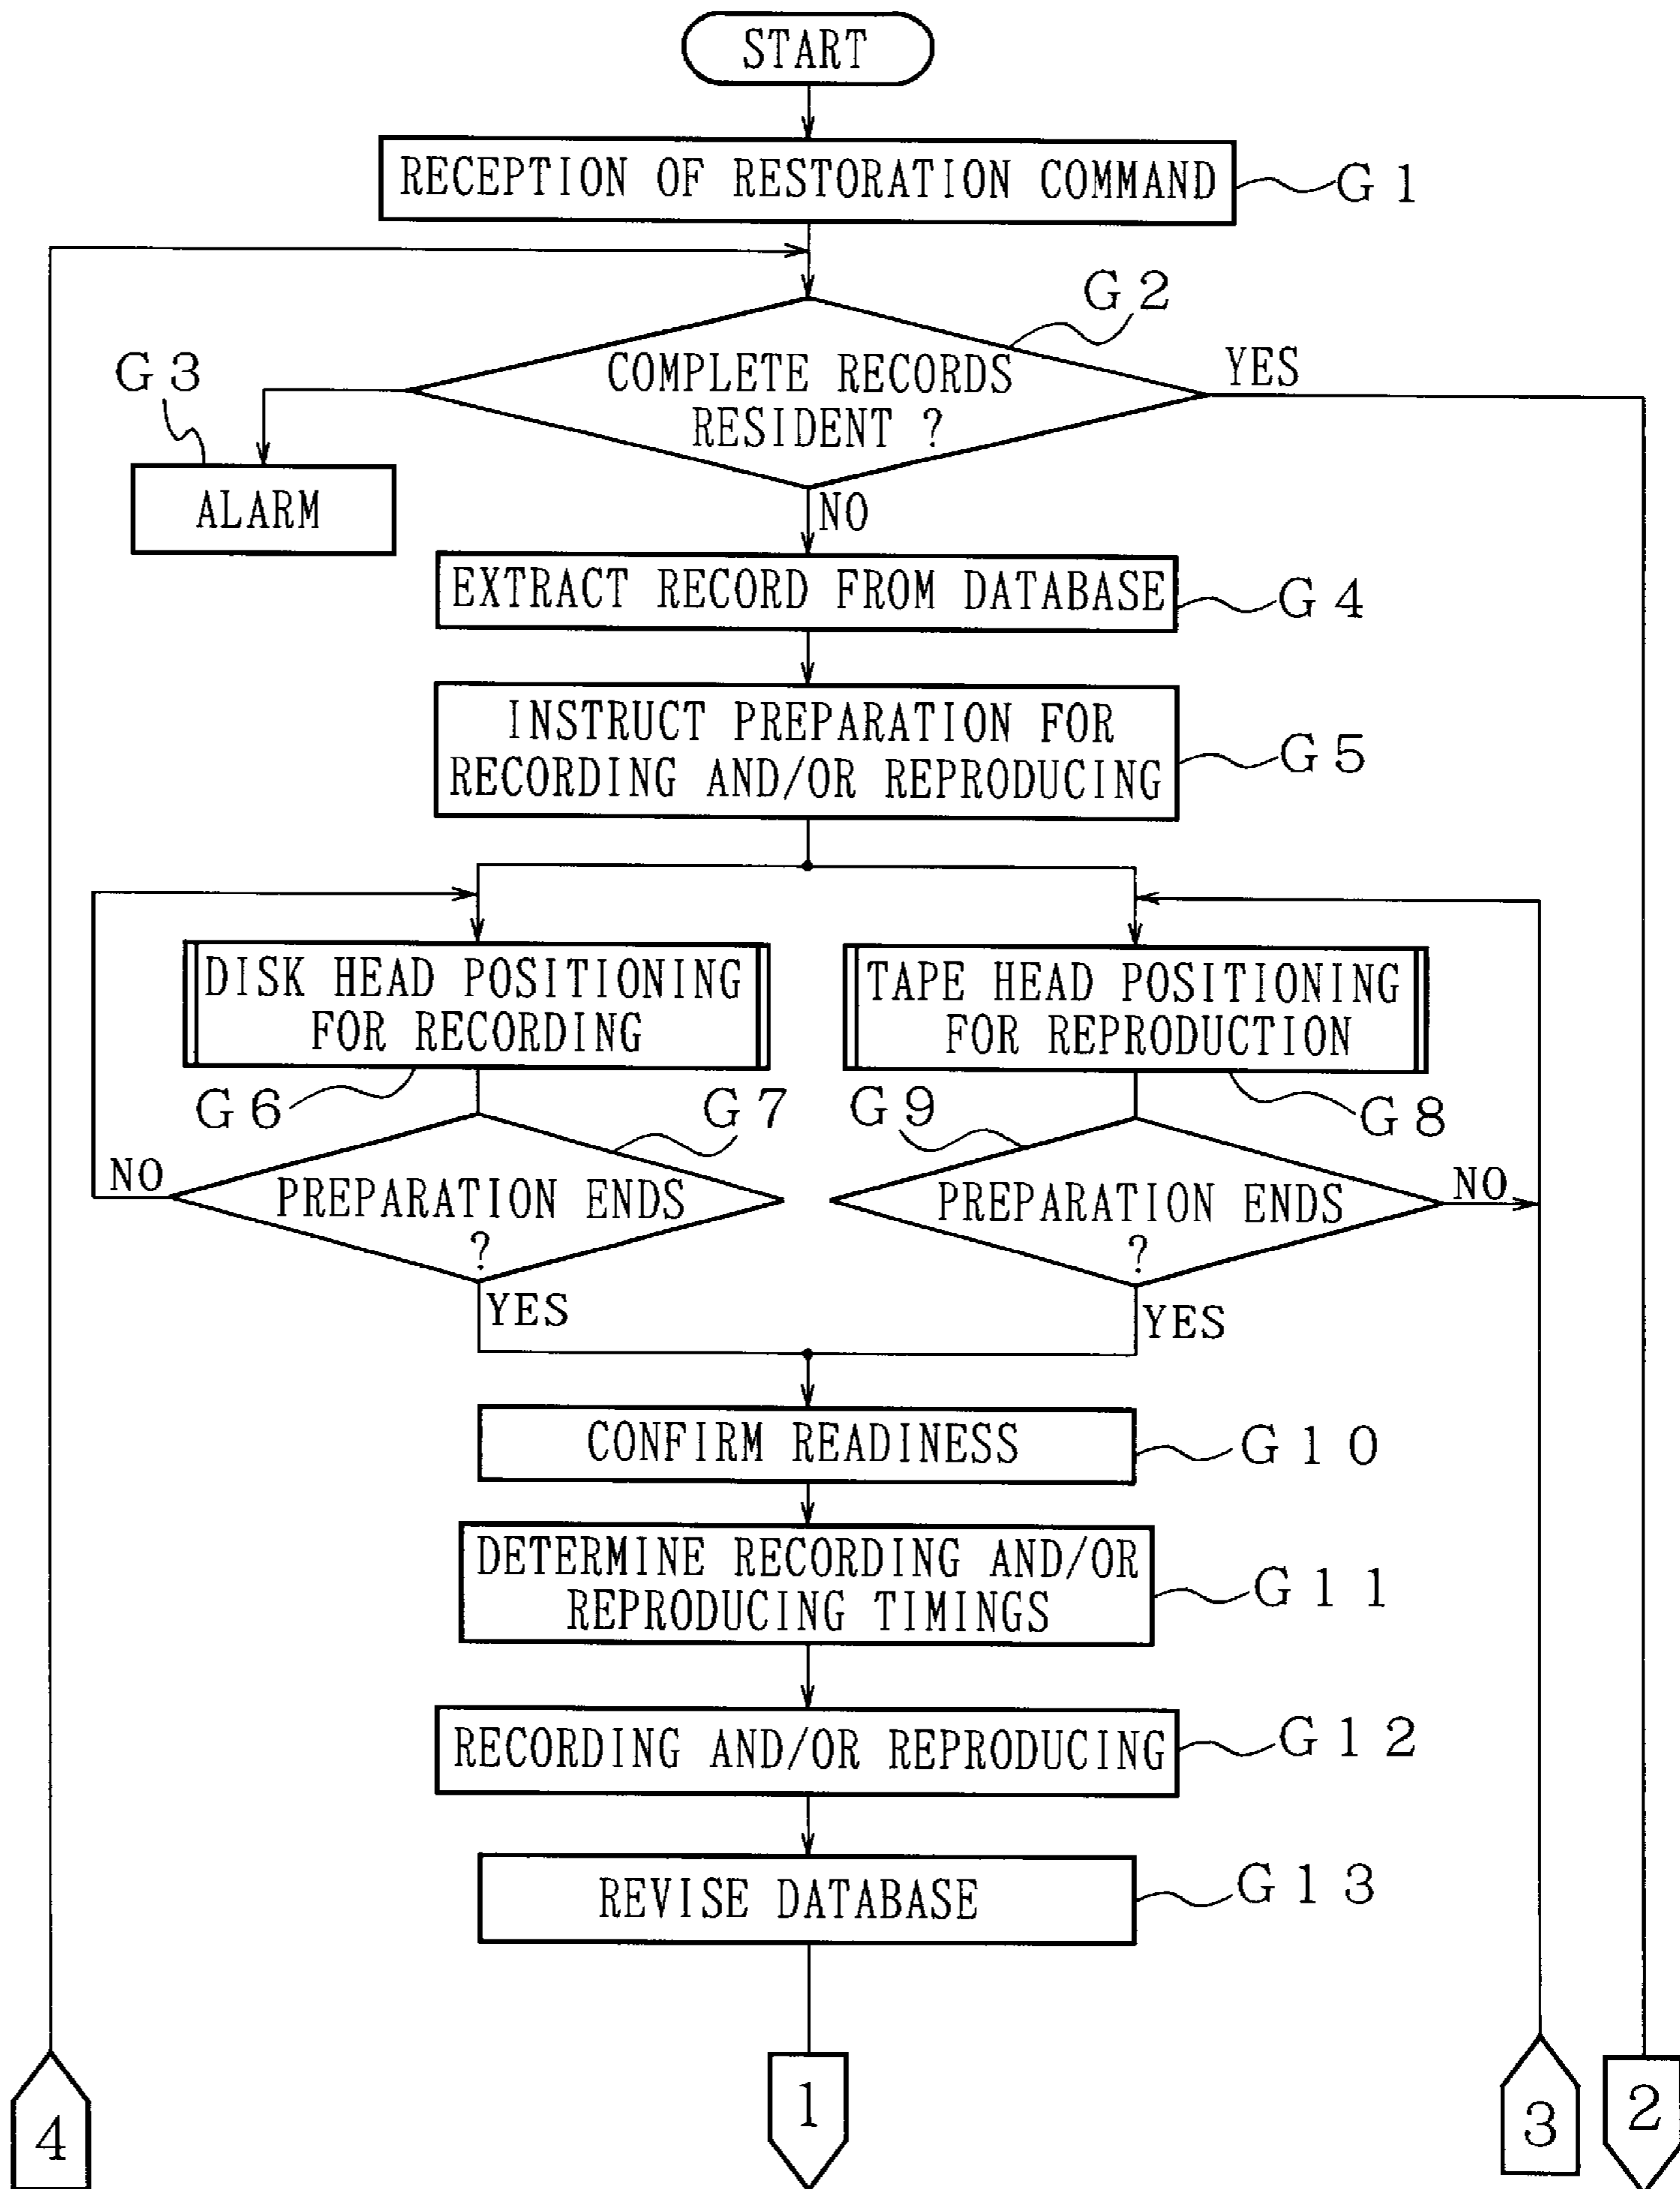 START
RECEPTION OF RESTORATION COMMAND
G1
G2
COMPLETE RECORDS
RESIDENT ?
YES
G3
ALARM
NO
EXTRACT RECORD FROM DATABASE
G4
INSTRUCT PREPARATION FOR
RECORDING AND/OR REPRODUCING
G5
DISK HEAD POSITIONING
FOR RECORDING
TAPE HEAD POSITIONING
FOR REPRODUCTION
G6
G7
G9
G8
NO
PREPARATION ENDS
?
PREPARATION ENDS
?
NO
YES
YES
CONFIRM READINESS
G10
DETERMINE RECORDING AND/OR
REPRODUCING TIMINGS
G11
RECORDING AND/OR REPRODUCING
G12
REVISE DATABASE
G13
4
1
3
2